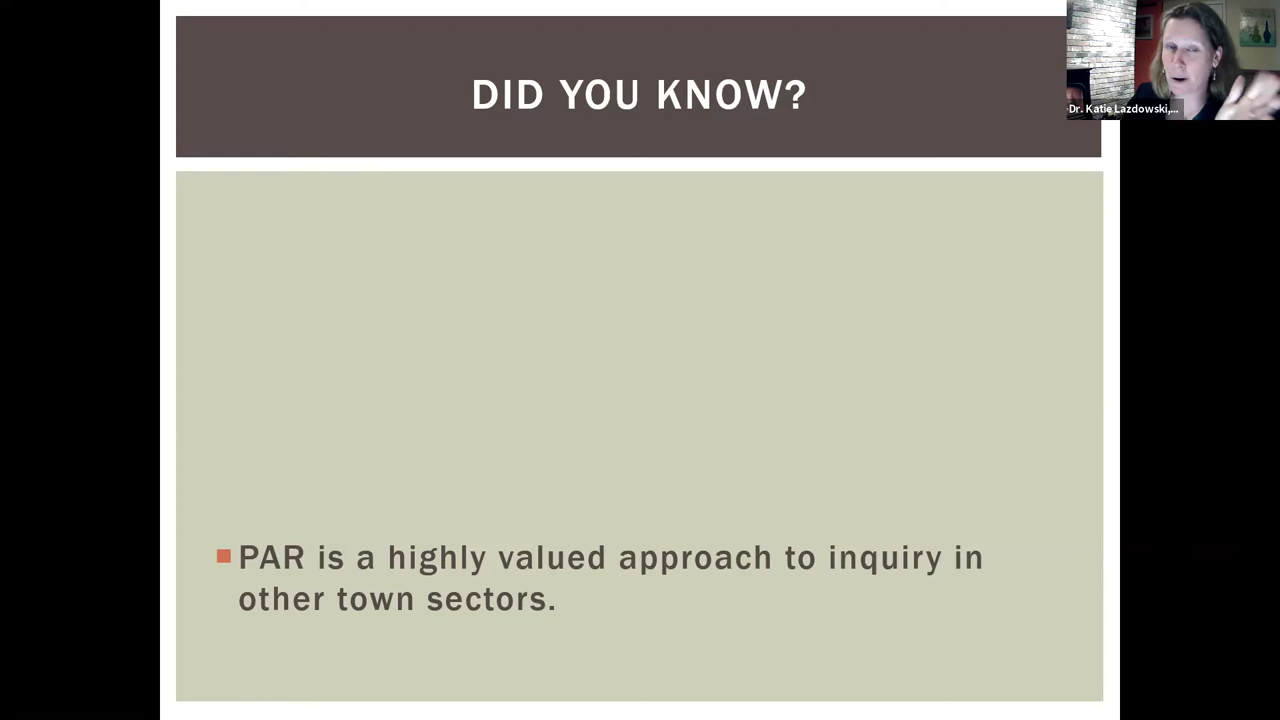 DID YOU KNOW?
Dr. Katie Lazdowski,...
PAR is a highly valued approach to inquiry in
other town sectors.